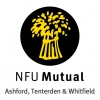 NFU Mutual
Ashford, Tenterden & Whitfield